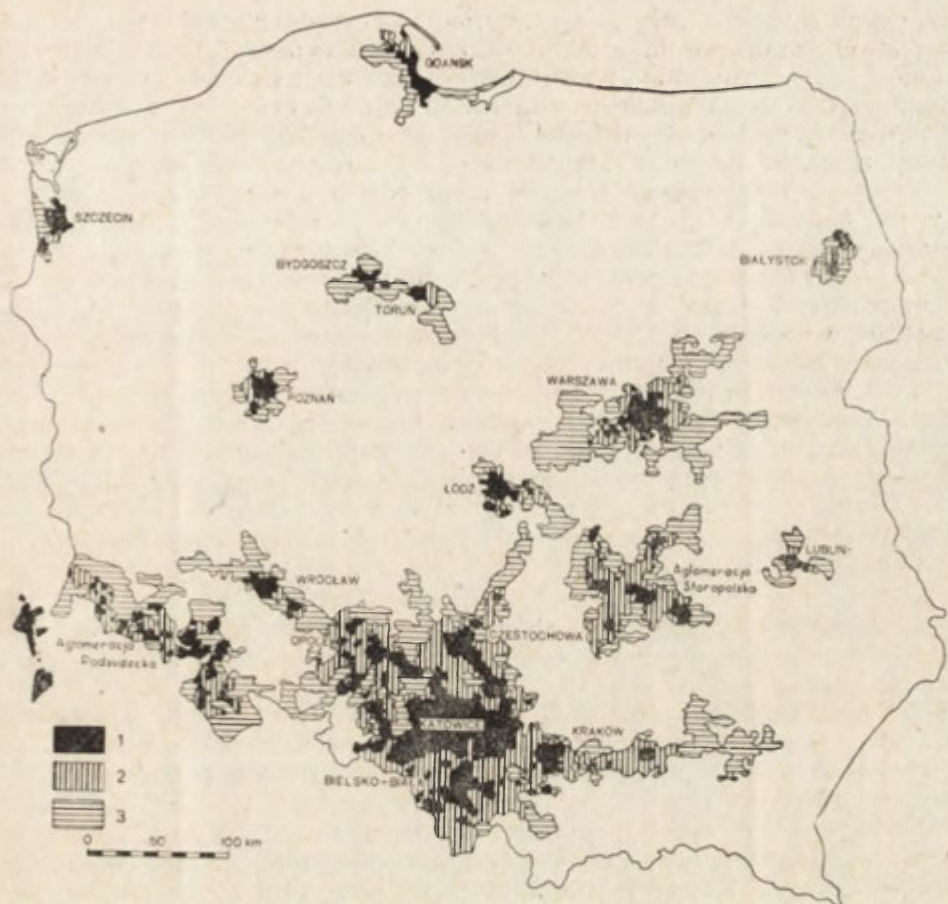 GDAŃSK
SZCZECIN
BYDGOSZCZ
TORUŃ
BIAŁYSTOK
POZNAŃ
WARSZAWA
ŁÓDŹ
LUBLIN
WROCŁAW
Aglomeracja
Staropolska
CZĘSTOCHOWA
Aglomeracja
Podsudecka
KATOWICE
KRAKÓW
BIELSKO-BIAŁA
1
2
3
0 50 100 km